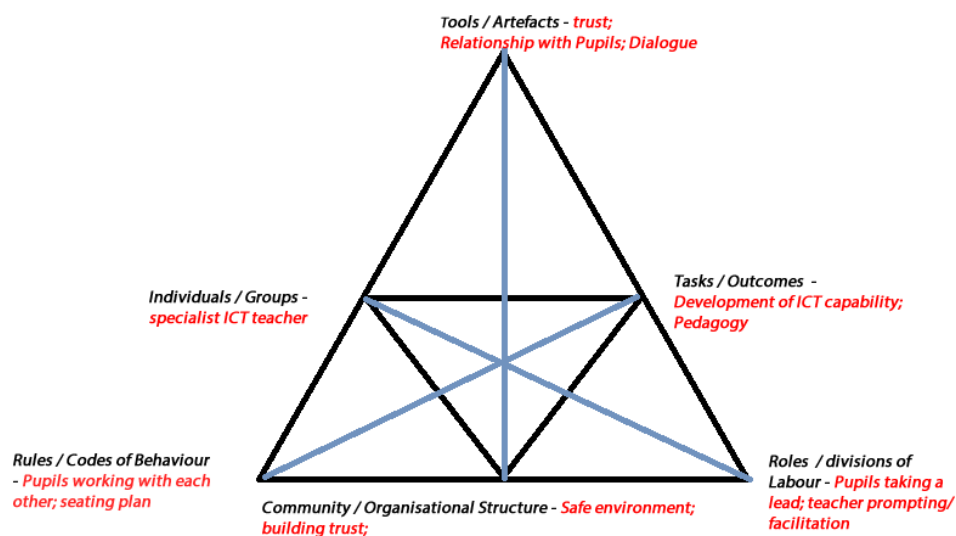 Tools / Artefacts - trust;
Relationship with Pupils; Dialogue
Individuals / Groups -
specialist ICT teacher
Tasks / Outcomes -
Development of ICT capability;
Pedagogy
Rules / Codes of Behaviour
- Pupils working with each
other; seating plan
Community / Organisational Structure - Safe environment;
building trust;
Roles / divisions of
Labour - Pupils taking a
lead; teacher prompting/
facilitation